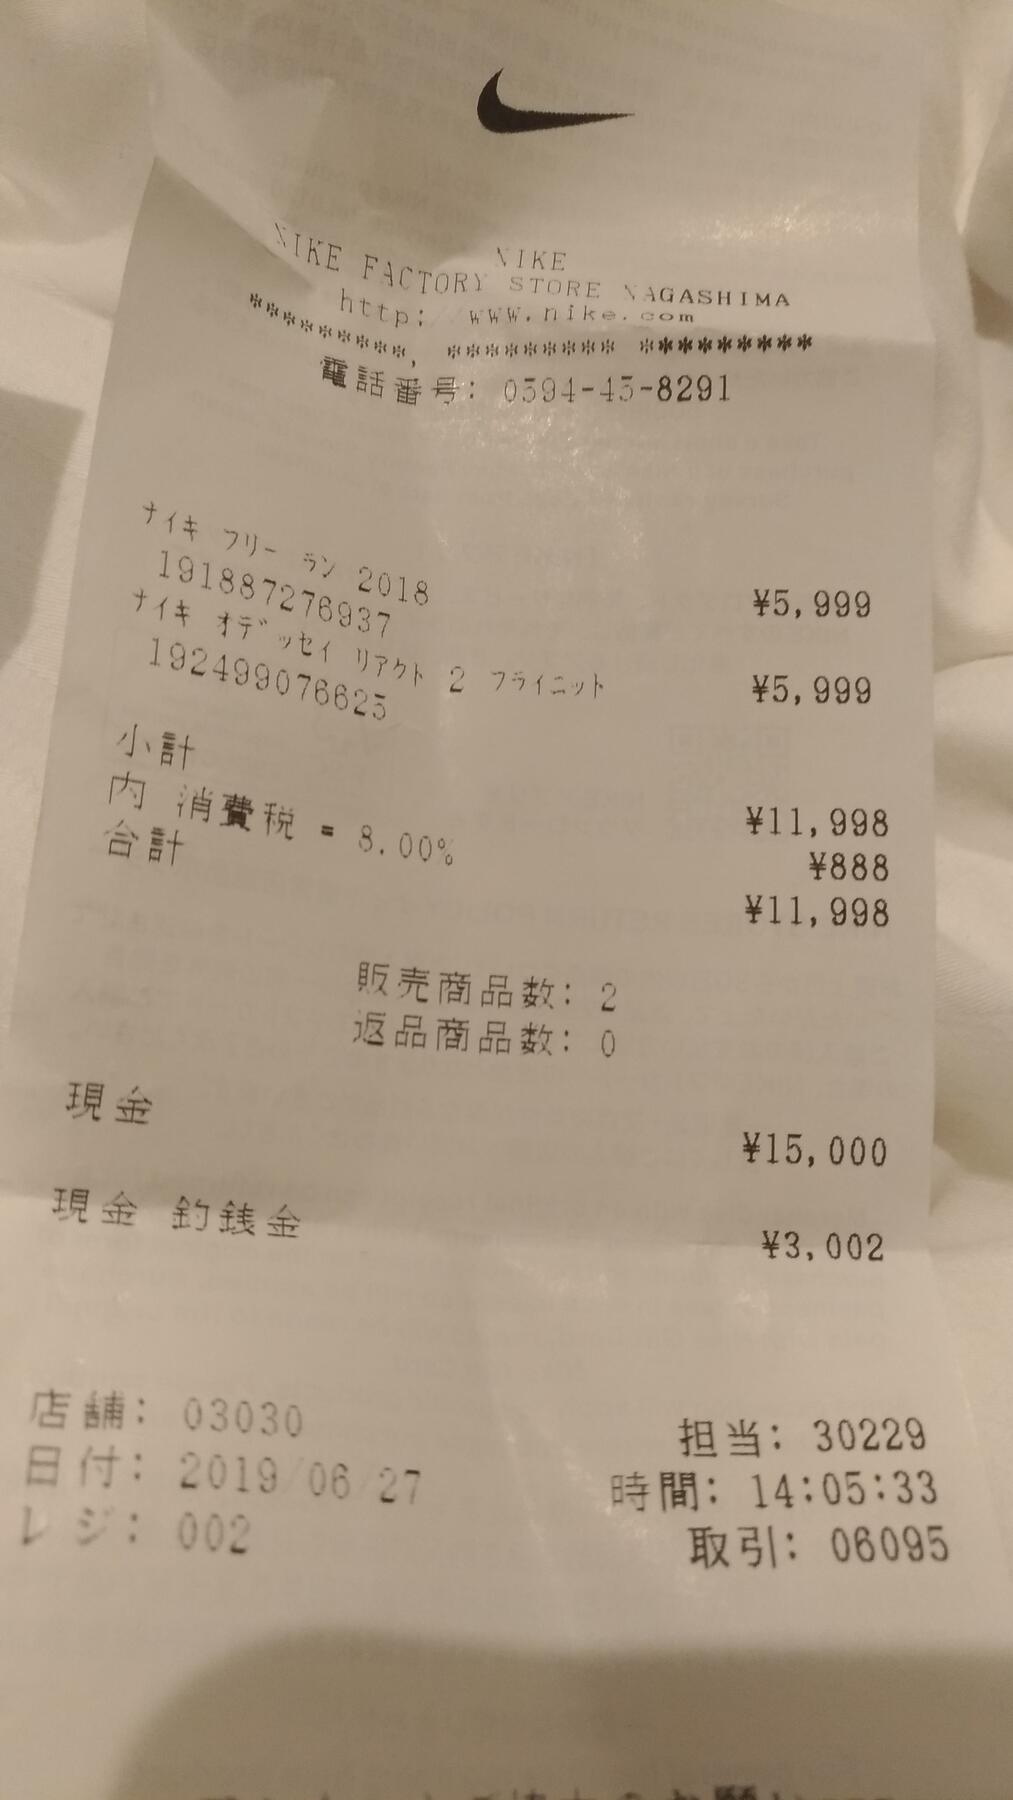 NIKE
NIKE FACTORY STORE NAGASHIMA
http://www.nike.com
*********, ********* *********
電話番号: 0594-45-8291
ナイキ フリー ラン 2018
191887276937 ¥5,999
ナイキ オデッセイ リアクト 2 フライニット
192499076625 ¥5,999
小計 ¥11,998
内 消費税 = 8.00% ¥888
合計 ¥11,998
販売商品数: 2
返品商品数: 0
現金 ¥15,000
現金 釣銭金 ¥3,002
店舗: 03030 担当: 30229
日付: 2019/06/27 時間: 14:05:33
レジ: 002 取引: 06095